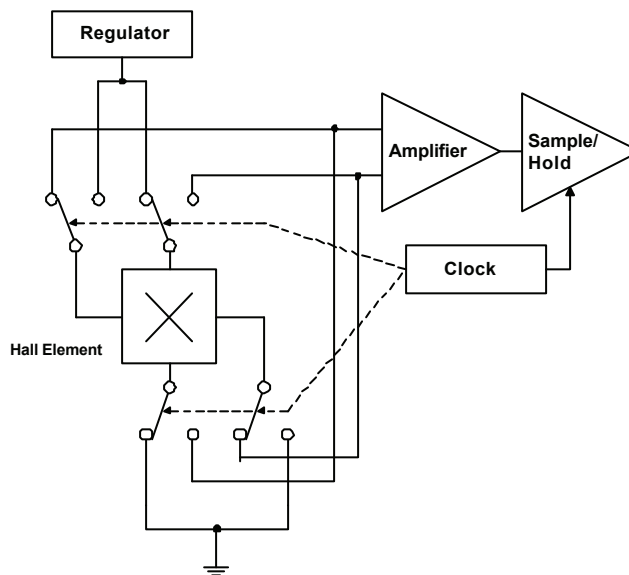 Regulator
Amplifier
Sample/
Hold
Clock
Hall Element